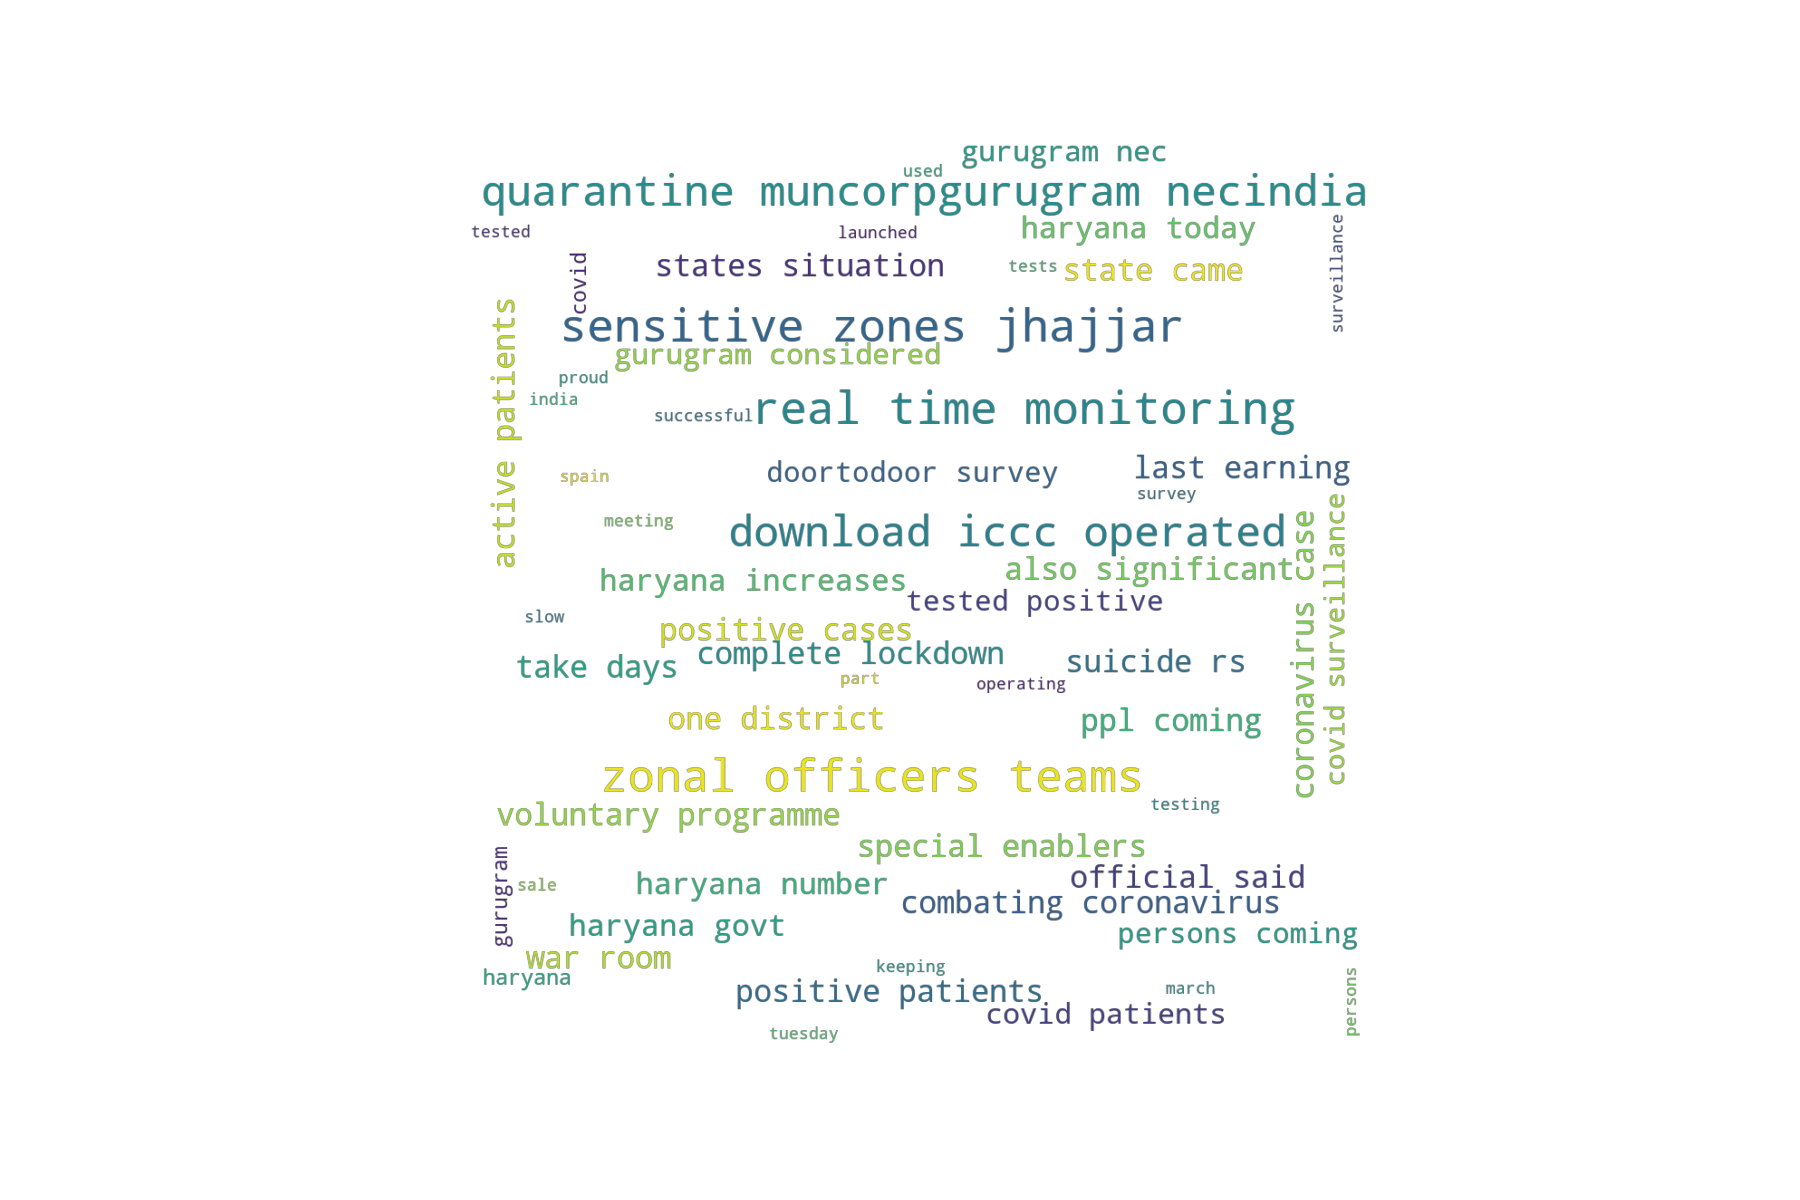 gurugram nec
used
quarantine muncorpgurugram necindia
tested
launched
haryana today
surveillance
covid
states situation
tests
state came
sensitive zones jhajjar
active patients
gurugram considered
proud
india
successful
real time monitoring
spain
doortodoor survey
last earning
survey
meeting
download iccc operated
coronavirus case
covid surveillance
haryana increases
also significant
tested positive
slow
positive cases
take days
complete lockdown
suicide rs
part
operating
one district
ppl coming
zonal officers teams
voluntary programme
testing
special enablers
gurugram
sale
haryana number
official said
combating coronavirus
haryana govt
persons coming
war room
haryana
keeping
positive patients
march
covid patients
persons
tuesday